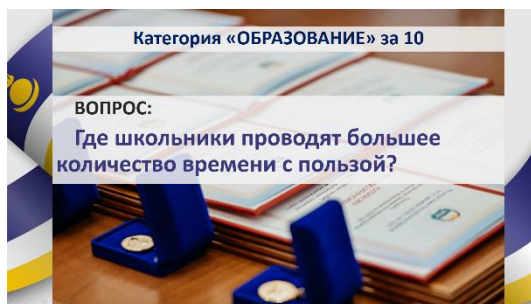 Категория «ОБРАЗОВАНИЕ» за 10
ВОПРОС:
Где школьники проводят большее
количество времени с пользой?